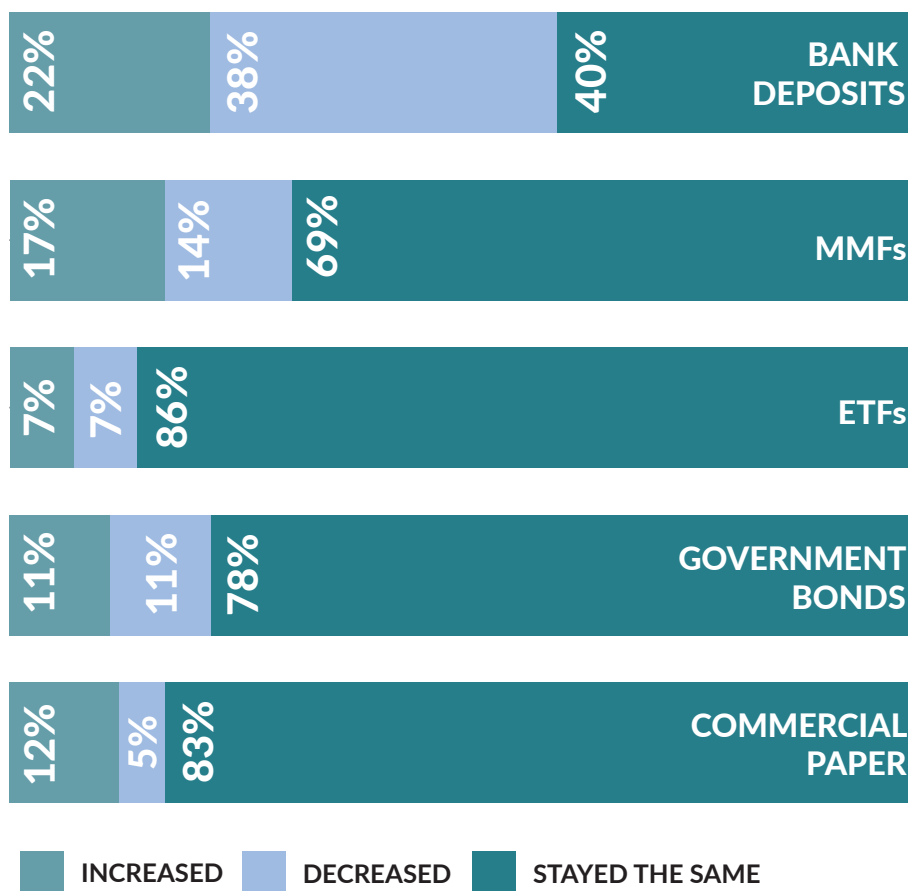 22% 38% 40% BANK
DEPOSITS
17% 14% 69% MMFs
7% 7% 86% ETFs
11% 11% 78% GOVERNMENT
BONDS
12% 5% 83% COMMERCIAL
PAPER
INCREASED DECREASED STAYED THE SAME